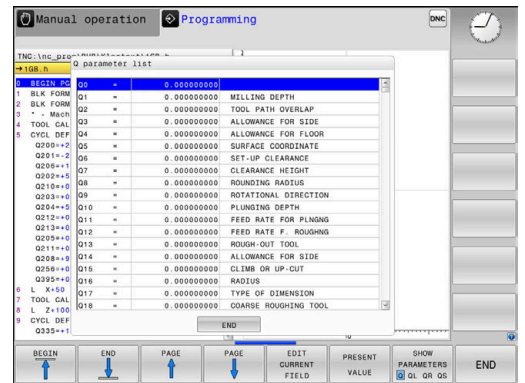 Manual operation
Programming
DNC
TNC:\nc_prog\BHB\Klartext\1GB.h
1
→1GB.h
Q parameter list
0 BEGIN PG
1 BLK FORM
2 BLK FORM
3 * - Mach
4 TOOL CAL
5 CYCL DEF
Q200=+2
Q201=-2
Q206=+1
Q202=+5
Q210=+0
Q203=+0
Q204=+5
Q212=+0
Q213=+0
Q205=+0
Q211=+0
Q208=+9
Q256=+0
Q395=+0
6 L X+50
7 TOOL CAL
8 L Z+100
9 CYCL DEF
Q335=+1
Q0 = 0.000000000
Q1 = 0.000000000 MILLING DEPTH
Q2 = 0.000000000 TOOL PATH OVERLAP
Q3 = 0.000000000 ALLOWANCE FOR SIDE
Q4 = 0.000000000 ALLOWANCE FOR FLOOR
Q5 = 0.000000000 SURFACE COORDINATE
Q6 = 0.000000000 SET-UP CLEARANCE
Q7 = 0.000000000 CLEARANCE HEIGHT
Q8 = 0.000000000 ROUNDING RADIUS
Q9 = 0.000000000 ROTATIONAL DIRECTION
Q10 = 0.000000000 PLUNGING DEPTH
Q11 = 0.000000000 FEED RATE FOR PLNGNG
Q12 = 0.000000000 FEED RATE F. ROUGHNG
Q13 = 0.000000000 ROUGH-OUT TOOL
Q14 = 0.000000000 ALLOWANCE FOR SIDE
Q15 = 0.000000000 CLIMB OR UP-CUT
Q16 = 0.000000000 RADIUS
Q17 = 0.000000000 TYPE OF DIMENSION
Q18 = 0.000000000 COARSE ROUGHING TOOL
END
BEGIN
END
PAGE
PAGE
EDIT
CURRENT
FIELD
PRESENT
VALUE
SHOW
PARAMETERS
Q QL QR QS
END